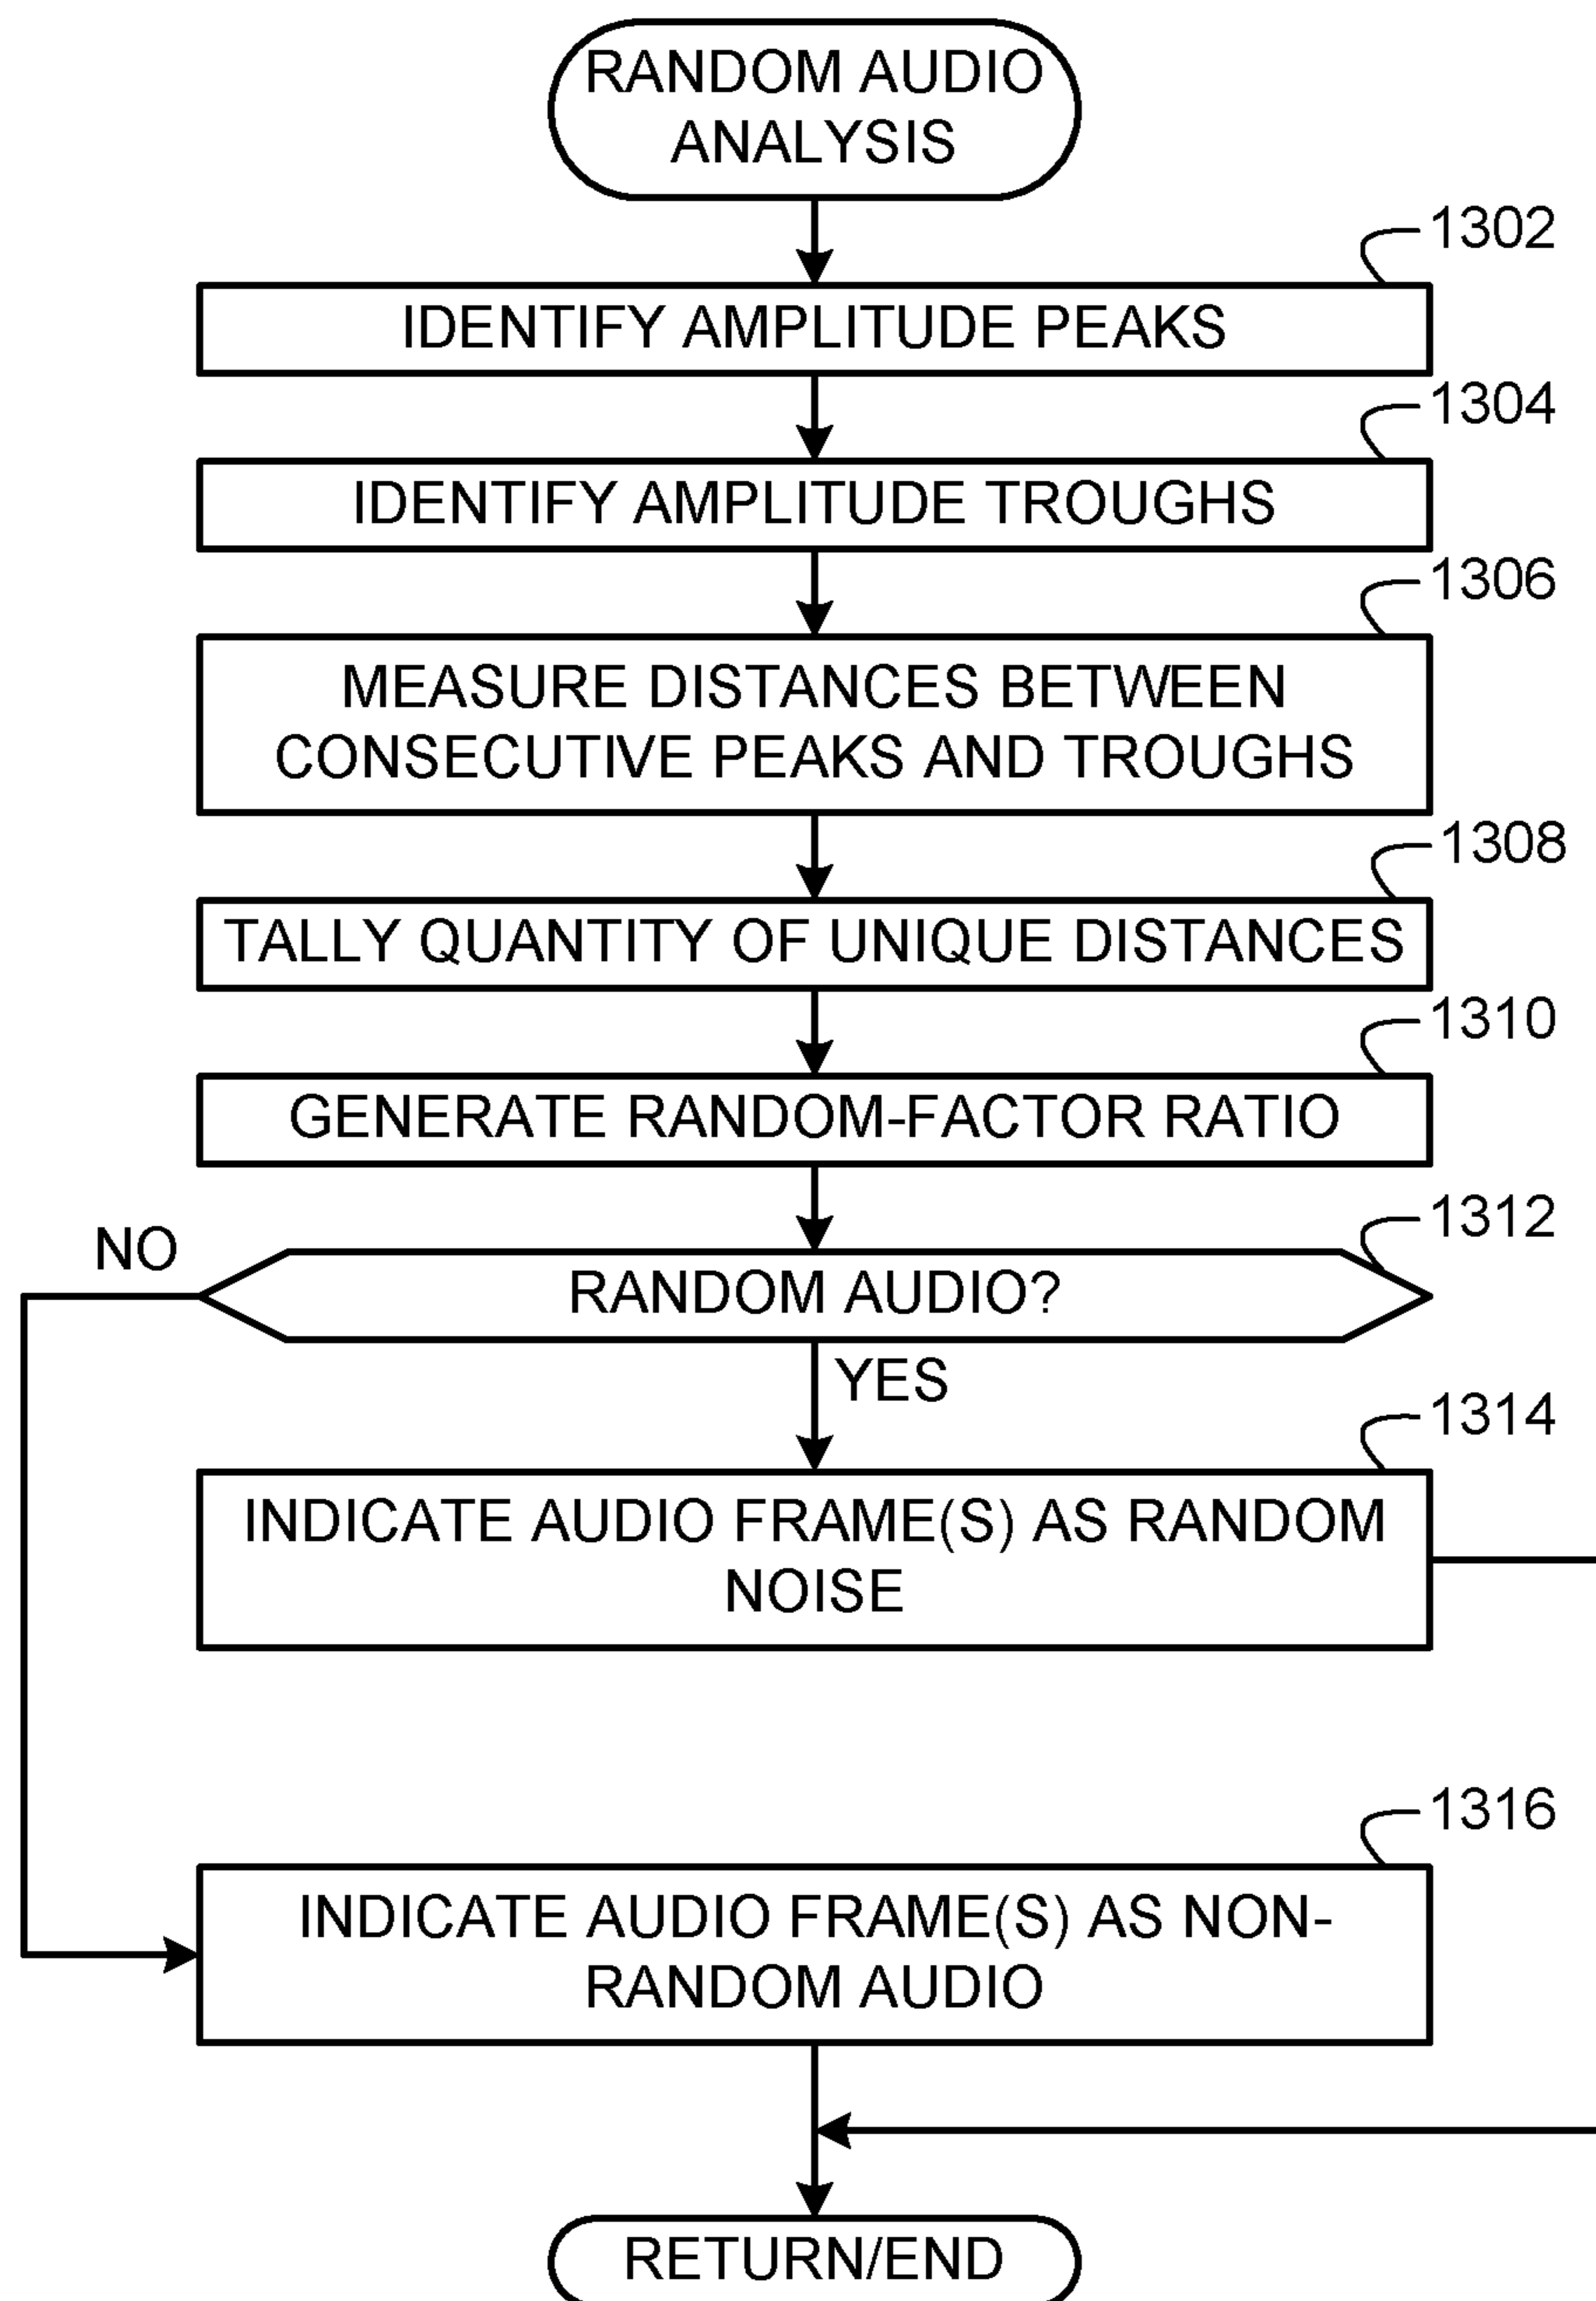 RANDOM AUDIO
ANALYSIS
1302
IDENTIFY AMPLITUDE PEAKS
1304
IDENTIFY AMPLITUDE TROUGHS
1306
MEASURE DISTANCES BETWEEN
CONSECUTIVE PEAKS AND TROUGHS
1308
TALLY QUANTITY OF UNIQUE DISTANCES
1310
GENERATE RANDOM-FACTOR RATIO
1312
NO
RANDOM AUDIO?
YES
1314
INDICATE AUDIO FRAME(S) AS RANDOM
NOISE
1316
INDICATE AUDIO FRAME(S) AS NON-
RANDOM AUDIO
RETURN/END